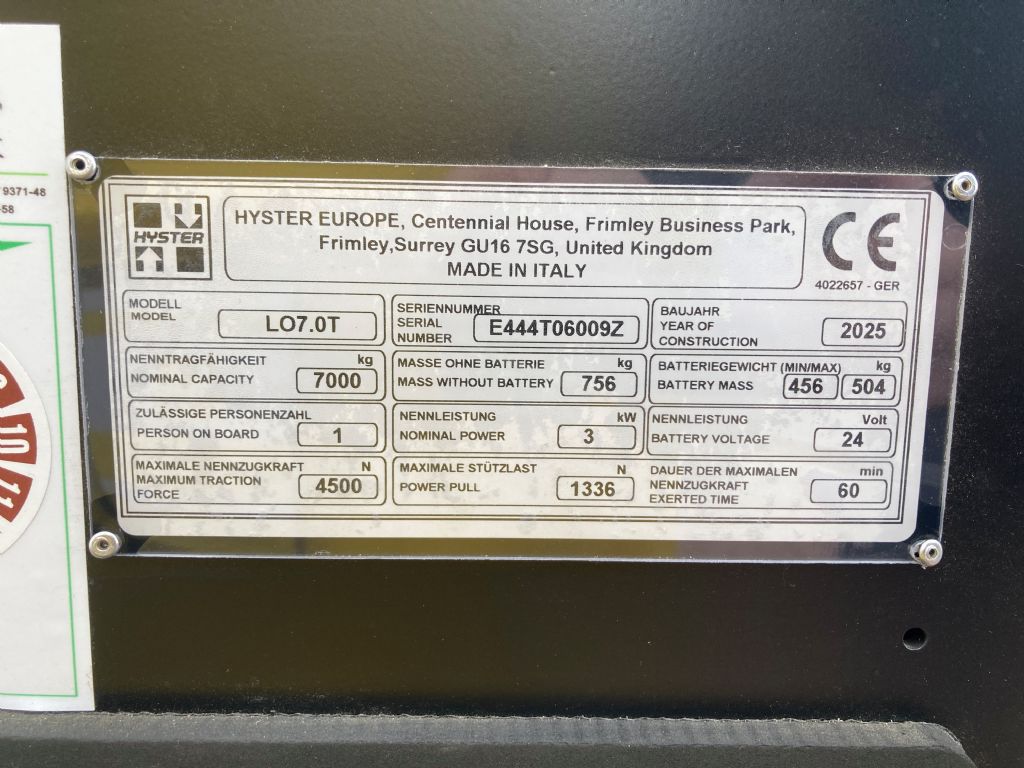 9371-48
-58
10
11
HYSTER
HYSTER EUROPE, Centennial House, Frimley Business Park,
Frimley,Surrey GU16 7SG, United Kingdom
MADE IN ITALY
CE
4022657 - GER
MODELL
MODEL
LO7.0T
SERIENNUMMER
SERIAL
NUMBER
E444T06009Z
BAUJAHR
YEAR OF
CONSTRUCTION
2025
NENNTRAGFÄHIGKEIT kg
NOMINAL CAPACITY 7000
MASSE OHNE BATTERIE kg
MASS WITHOUT BATTERY 756
BATTERIEGEWICHT (MIN/MAX) kg
BATTERY MASS 456 504
ZULÄSSIGE PERSONENZAHL
PERSON ON BOARD 1
NENNLEISTUNG kW
NOMINAL POWER 3
NENNLEISTUNG Volt
BATTERY VOLTAGE 24
MAXIMALE NENNZUGKRAFT N
MAXIMUM TRACTION
FORCE
4500
MAXIMALE STÜTZLAST N
POWER PULL 1336
DAUER DER MAXIMALEN min
NENNZUGKRAFT
EXERTED TIME
60